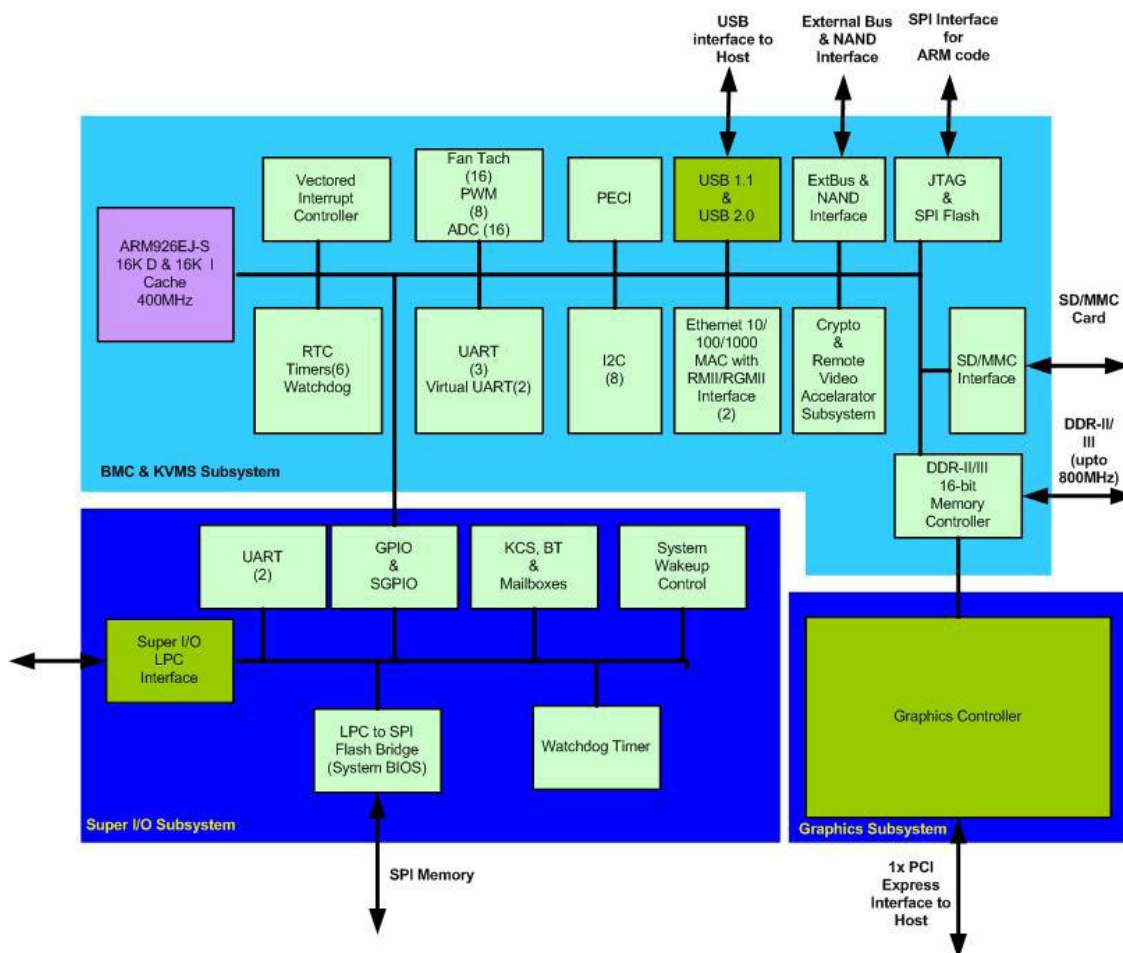 USB
interface to
Host
External Bus
& NAND
Interface
SPI Interface
for
ARM code
Vectored
Interrupt
Controller
Fan Tach
(16)
PWM
(8)
ADC (16)
PECI
USB 1.1
&
USB 2.0
ExtBus &
NAND
Interface
JTAG
&
SPI Flash
ARM926EJ-S
16K D & 16K I
Cache
400MHz
RTC
Timers(6)
Watchdog
UART
(3)
Virtual UART(2)
I2C
(8)
Ethernet 10/
100/1000
MAC with
RMII/RGMII
Interface
(2)
Crypto
&
Remote
Video
Accelarator
Subsystem
SD/MMC
Interface
SD/MMC
Card
BMC & KVMS Subsystem
DDR-II/III
16-bit
Memory
Controller
DDR-II/
III
(upto
800MHz)
UART
(2)
GPIO
&
SGPIO
KCS, BT
&
Mailboxes
System
Wakeup
Control
Super I/O
LPC
Interface
LPC to SPI
Flash Bridge
(System BIOS)
Watchdog Timer
Super I/O Subsystem
Graphics Controller
Graphics Subsystem
SPI Memory
1x PCI
Express
Interface to
Host